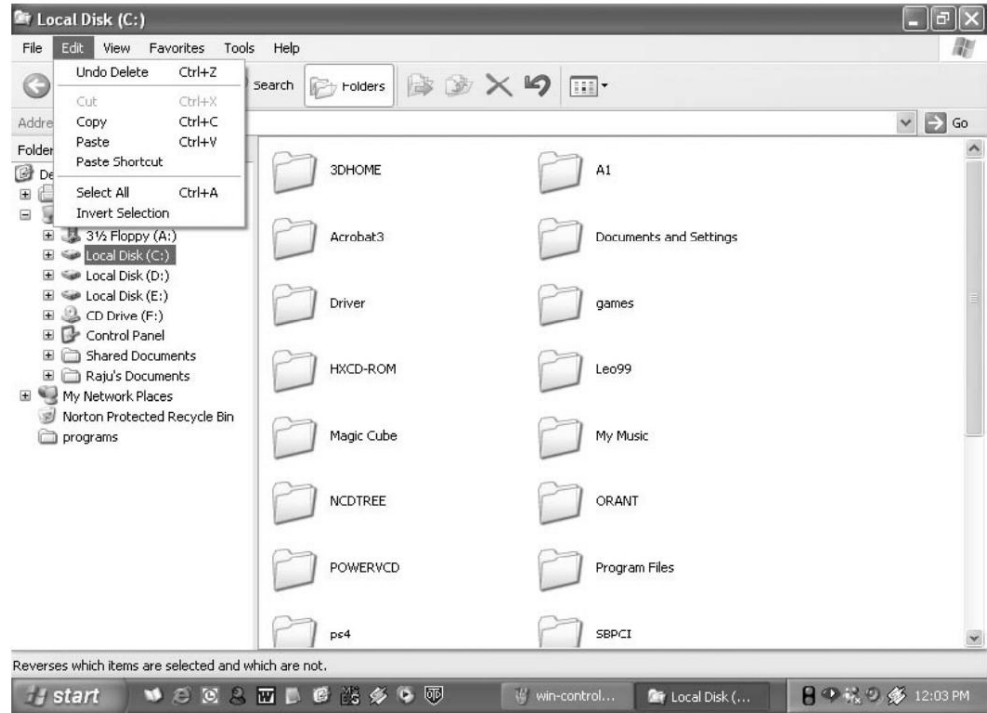 Local Disk (C:)
File Edit View Favorites Tools Help
Undo Delete Ctrl+Z
Cut Ctrl+X
Copy Ctrl+C
Paste Ctrl+V
Paste Shortcut
Select All Ctrl+A
Invert Selection
Search Folders
Addre
Go
Folder
De
3½ Floppy (A:)
Local Disk (C:)
Local Disk (D:)
Local Disk (E:)
CD Drive (F:)
Control Panel
Shared Documents
Raju's Documents
My Network Places
Norton Protected Recycle Bin
programs
3DHOME A1
Acrobat3 Documents and Settings
Driver games
HXCD-ROM Leo99
Magic Cube My Music
NCDTREE ORANT
POWERVCD Program Files
ps4 SBPCI
Reverses which items are selected and which are not.
start win-control... Local Disk (... 12:03 PM